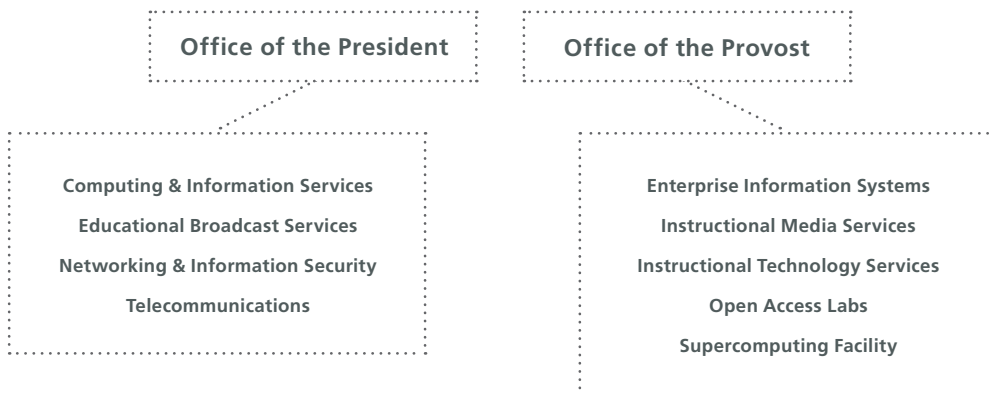 Office of the President
Office of the Provost
Computing & Information Services
Educational Broadcast Services
Networking & Information Security
Telecommunications
Enterprise Information Systems
Instructional Media Services
Instructional Technology Services
Open Access Labs
Supercomputing Facility